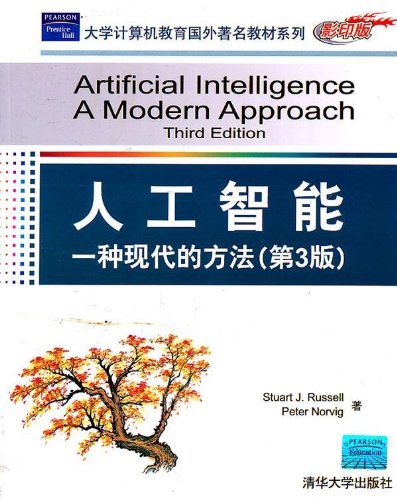 PEARSON
Prentice
Hall
大学计算机教育国外著名教材系列
影印版
Artificial Intelligence
A Modern Approach
Third Edition
人工智能
一种现代的方法(第3版)
Stuart J. Russell
Peter Norvig
著
PEARSON
Education
清华大学出版社